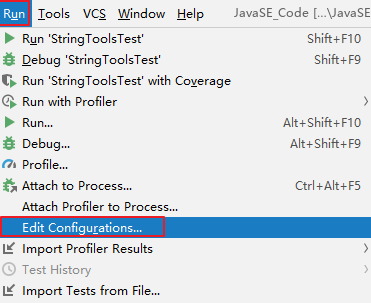 Run Tools VCS Window Help JavaSE_Code [...\JavaSE
Run 'StringToolsTest' Shift+F10
Debug 'StringToolsTest' Shift+F9
Run 'StringToolsTest' with Coverage
Run with Profiler
Run... Alt+Shift+F10
Debug... Alt+Shift+F9
Profile...
Attach to Process... Ctrl+Alt+F5
Attach Profiler to Process...
Edit Configurations...
Import Profiler Results
Test History
Import Tests from File...